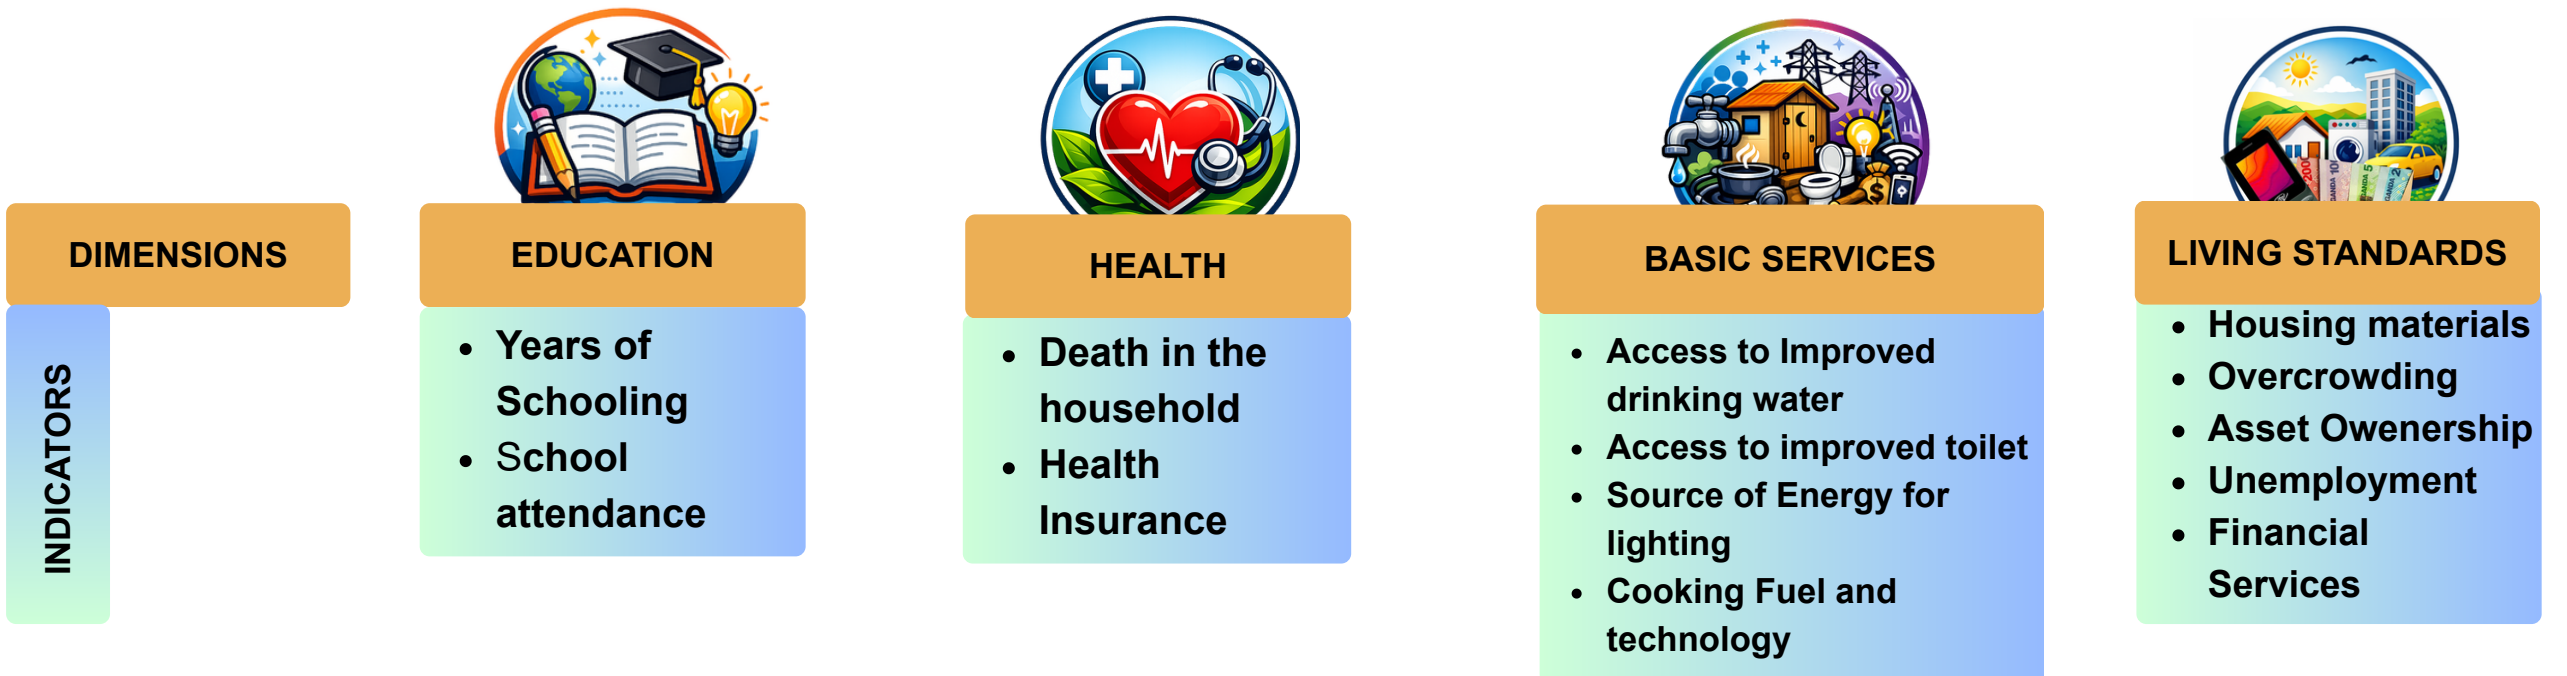 DIMENSIONS
EDUCATION
HEALTH
BASIC SERVICES
LIVING STANDARDS
INDICATORS
• Years of
Schooling
• School
attendance
• Death in the
household
• Health
Insurance
• Access to Improved
drinking water
• Access to improved toilet
• Source of Energy for
lighting
• Cooking Fuel and
technology
• Housing materials
• Overcrowding
• Asset Owenership
• Unemployment
• Financial
Services